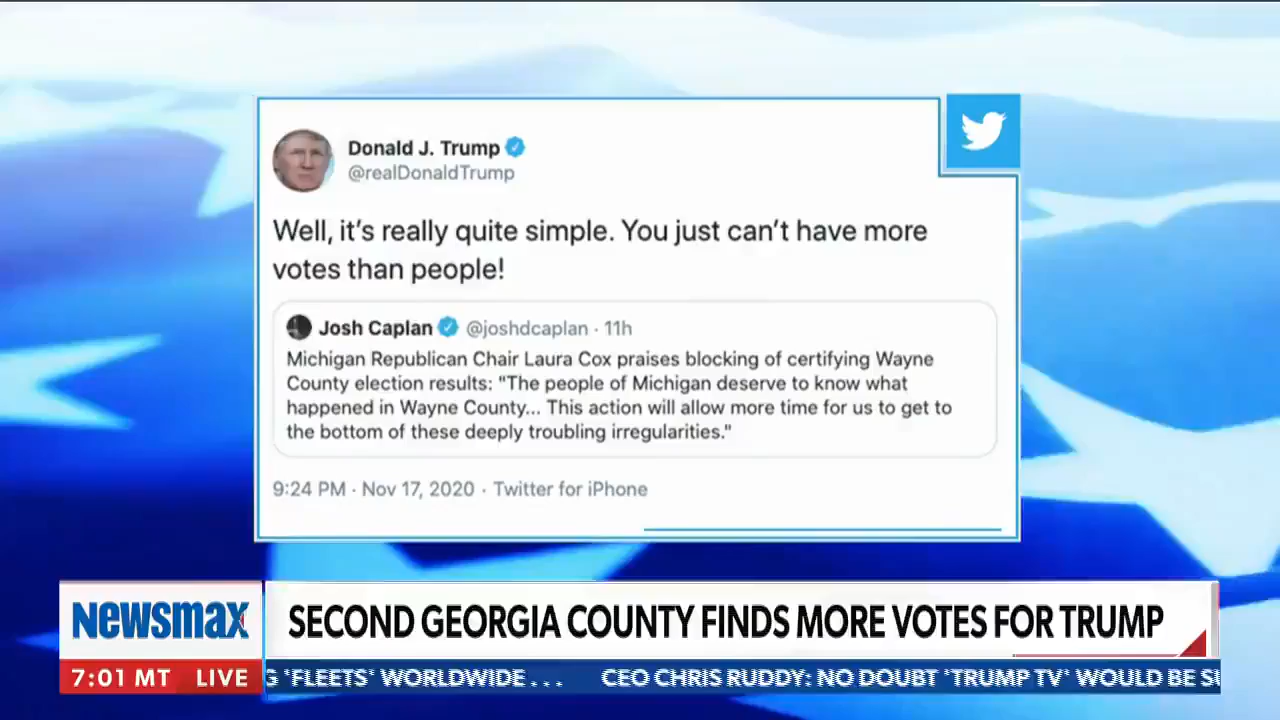 Donald J. Trump
@realDonaldTrump
Well, it's really quite simple. You just can't have more
votes than people!
Josh Caplan @joshdcaplan · 11h
Michigan Republican Chair Laura Cox praises blocking of certifying Wayne
County election results: "The people of Michigan deserve to know what
happened in Wayne County... This action will allow more time for us to get to
the bottom of these deeply troubling irregularities."
9:24 PM · Nov 17, 2020 · Twitter for iPhone
NEWSMAX
SECOND GEORGIA COUNTY FINDS MORE VOTES FOR TRUMP
7:01 MT LIVE
'FLEETS' WORLDWIDE . . . CEO CHRIS RUDDY: NO DOUBT 'TRUMP TV' WOULD BE